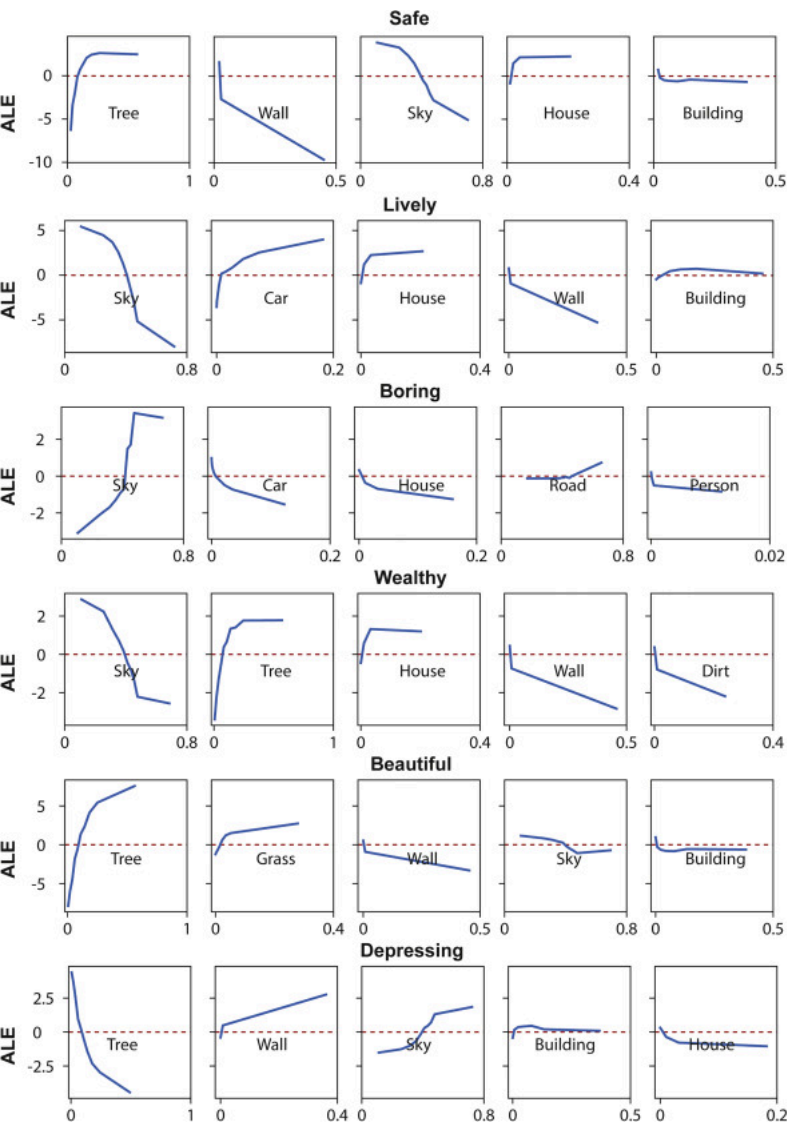 Safe
ALE
0
-5
-10
Tree
Wall
Sky
House
Building
0 1 0 0.5 0 0.8 0 0.4 0 0.5
Lively
ALE
5
0
-5
Sky
Car
House
Wall
Building
0 0.8 0 0.2 0 0.4 0 0.5 0 0.5
Boring
ALE
2
0
-2
Sky
Car
House
Road
Person
0 0.8 0 0.2 0 0.2 0 0.8 0 0.02
Wealthy
ALE
2
0
-2
Sky
Tree
House
Wall
Dirt
0 0.8 0 1 0 0.4 0 0.5 0 0.4
Beautiful
ALE
5
0
-5
Tree
Grass
Wall
Sky
Building
0 1 0 0.4 0 0.5 0 0.8 0 0.5
Depressing
ALE
2.5
0
-2.5
Tree
Wall
Sky
Building
House
0 1 0 0.4 0 0.8 0 0.5 0 0.2